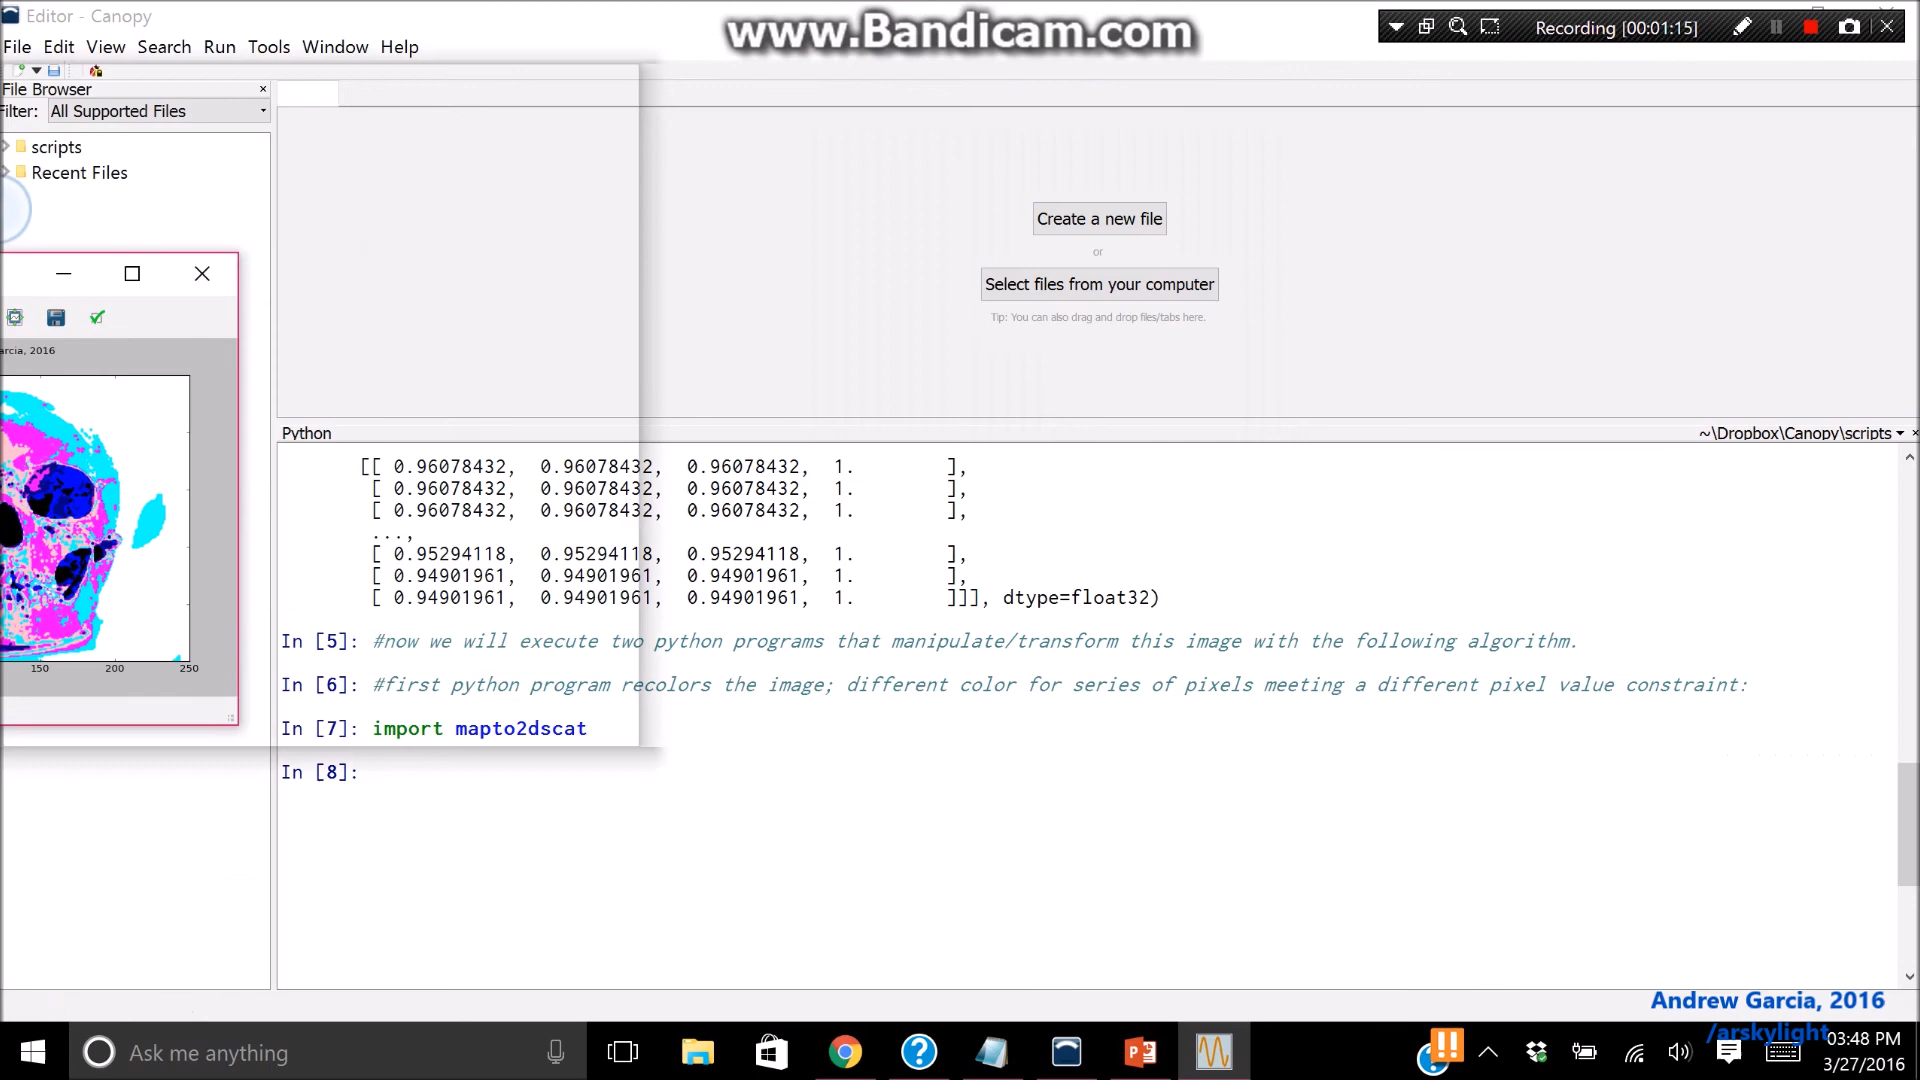 Editor - Canopy
www.Bandicam.com
Recording [00:01:15]
File Edit View Search Run Tools Window Help
File Browser
Filter: All Supported Files
scripts
Recent Files
Create a new file
or
Select files from your computer
Tip: You can also drag and drop files/tabs here.
arcia, 2016
150 200 250
Python
~\Dropbox\Canopy\scripts
[[ 0.96078432, 0.96078432, 0.96078432, 1. ],
[ 0.96078432, 0.96078432, 0.96078432, 1. ],
[ 0.96078432, 0.96078432, 0.96078432, 1. ],
...,
[ 0.95294118, 0.95294118, 0.95294118, 1. ],
[ 0.94901961, 0.94901961, 0.94901961, 1. ],
[ 0.94901961, 0.94901961, 0.94901961, 1. ]]], dtype=float32)
In [5]: #now we will execute two python programs that manipulate/transform this image with the following algorithm.
In [6]: #first python program recolors the image; different color for series of pixels meeting a different pixel value constraint:
In [7]: import mapto2dscat
In [8]:
Andrew Garcia, 2016
/arskylight
Ask me anything
03:48 PM
3/27/2016